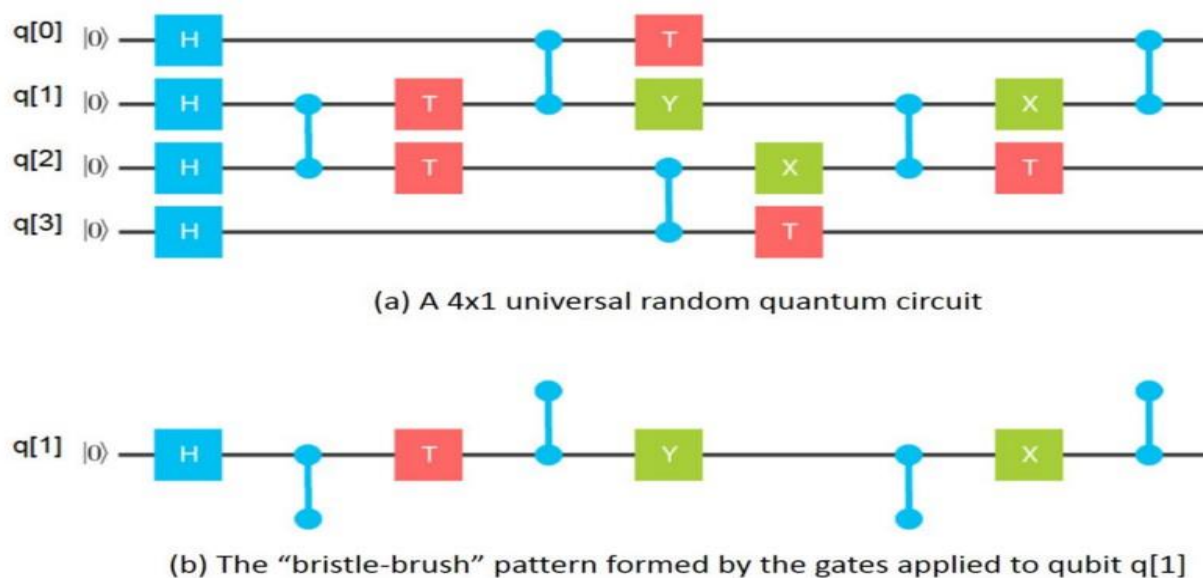 q[0] |0⟩ H T
q[1] |0⟩ H T Y X
q[2] |0⟩ H T X T
q[3] |0⟩ H T
(a) A 4x1 universal random quantum circuit
q[1] |0⟩ H T Y X
(b) The “bristle-brush” pattern formed by the gates applied to qubit q[1]